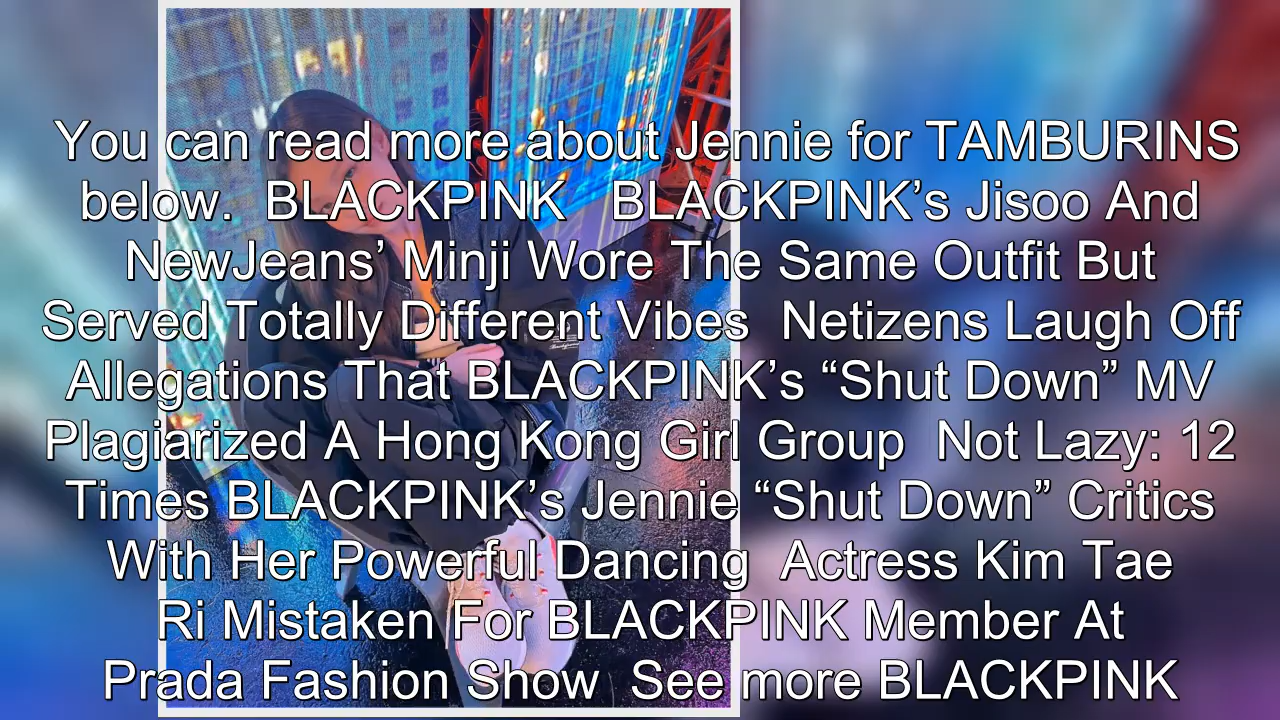 You can read more about Jennie for TAMBURINS
below.  BLACKPINK   BLACKPINK’s Jisoo And
NewJeans’ Minji Wore The Same Outfit But
Served Totally Different Vibes  Netizens Laugh Off
Allegations That BLACKPINK’s “Shut Down” MV
Plagiarized A Hong Kong Girl Group  Not Lazy: 12
Times BLACKPINK’s Jennie “Shut Down” Critics
With Her Powerful Dancing  Actress Kim Tae
Ri Mistaken For BLACKPINK Member At
Prada Fashion Show  See more BLACKPINK